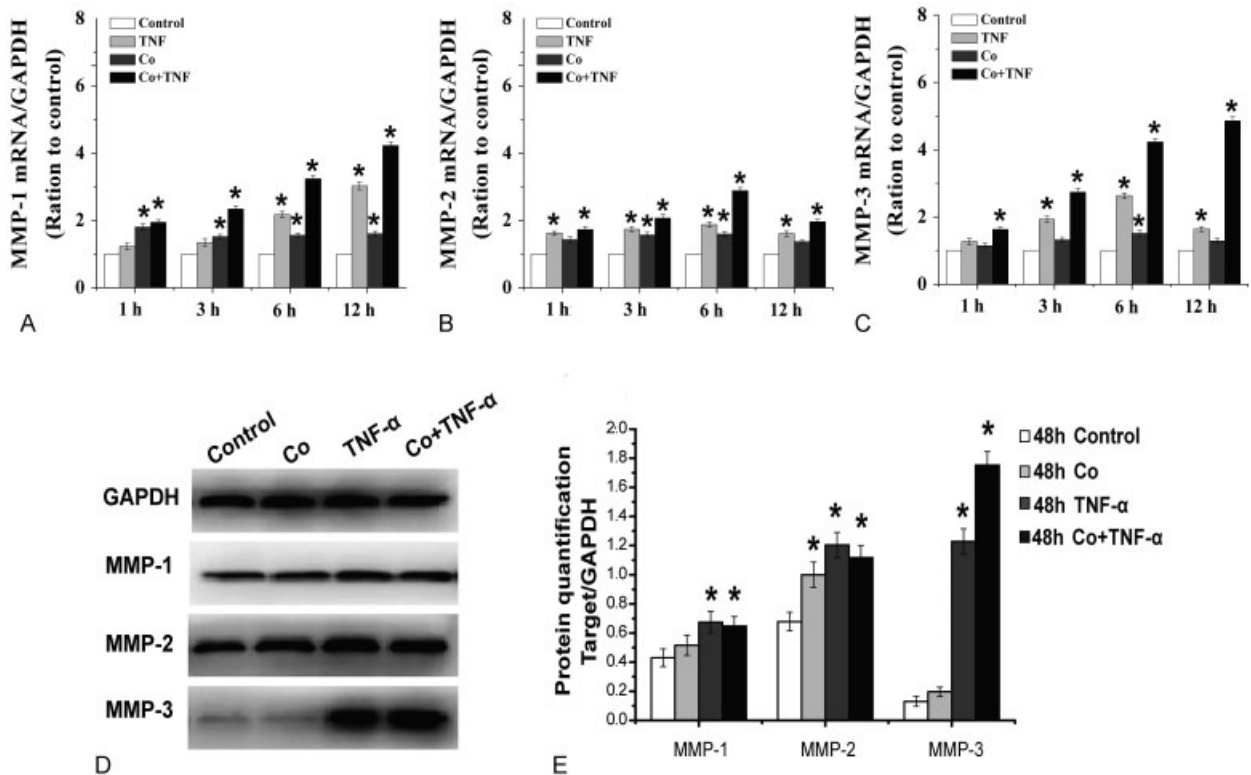 MMP-1 mRNA/GAPDH
(Ration to control)
8
6
4
2
0
Control
TNF
Co
Co+TNF
* *
* *
* * *
* * *
1 h 3 h 6 h 12 h
A
MMP-2 mRNA/GAPDH
(Ration to control)
8
6
4
2
0
Control
TNF
Co
Co+TNF
* *
* * *
* * *
* *
1 h 3 h 6 h 12 h
B
MMP-3 mRNA/GAPDH
(Ration to control)
8
6
4
2
0
Control
TNF
Co
Co+TNF
*
* *
* * *
* *
1 h 3 h 6 h 12 h
C
Control Co TNF-α Co+TNF-α
GAPDH
MMP-1
MMP-2
MMP-3
D
Protein quantification
Target/GAPDH
2.0
1.8
1.6
1.4
1.2
1.0
0.8
0.6
0.4
0.2
0.0
* *
* * *
* *
48h Control
48h Co
48h TNF-α
48h Co+TNF-α
MMP-1 MMP-2 MMP-3
E